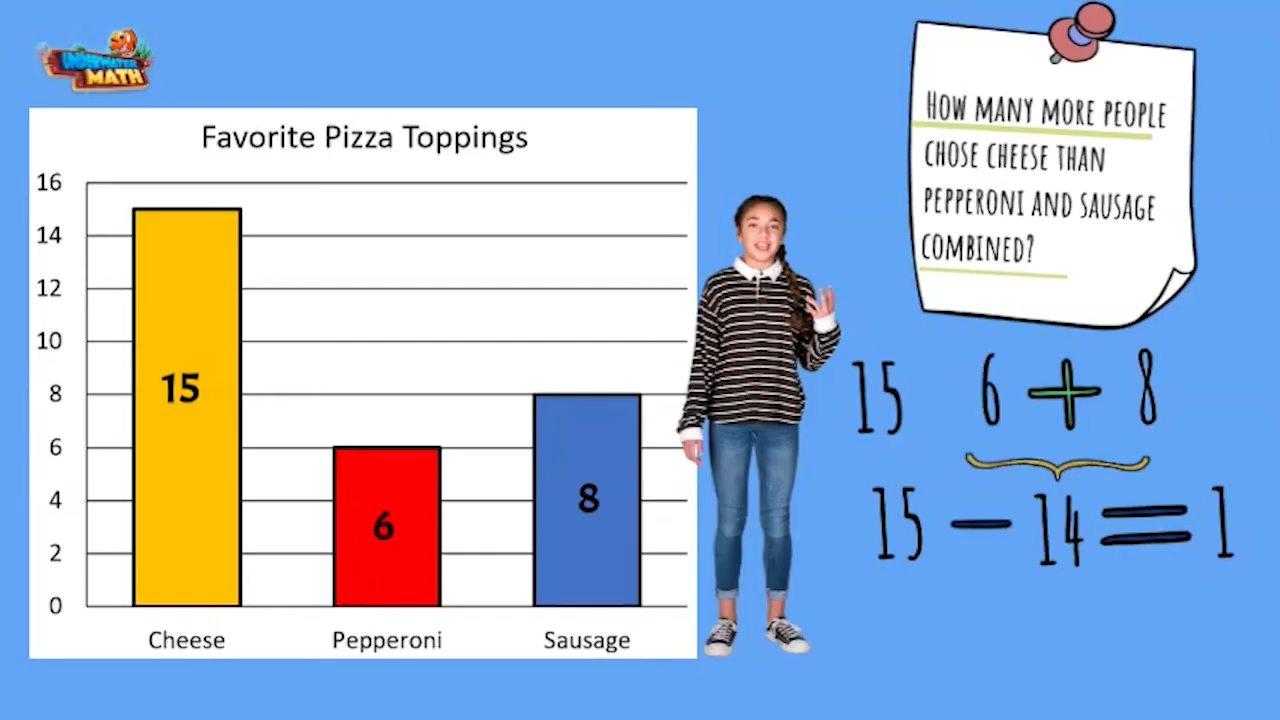 UNDERWATER
MATH
Favorite Pizza Toppings
16
14
12
10
8
6
4
2
0
15
6
8
Cheese Pepperoni Sausage
HOW MANY MORE PEOPLE
CHOSE CHEESE THAN
PEPPERONI AND SAUSAGE
COMBINED?
15 6 + 8
15 - 14 = 1